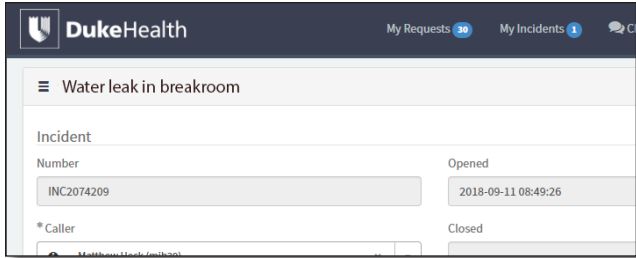 DukeHealth
My Requests 30 My Incidents 1
Water leak in breakroom
Incident
Number
Opened
INC2074209
2018-09-11 08:49:26
* Caller
Closed
Matthew